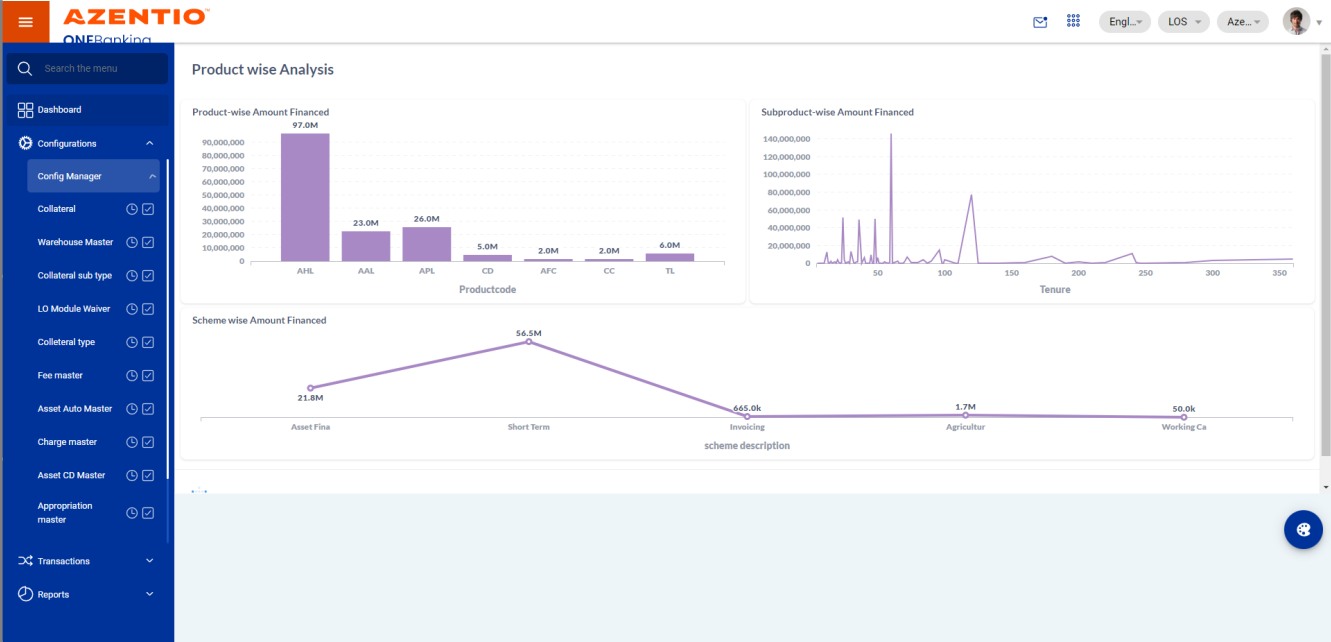 AZENTIO
ONEBanking
Engl...
LOS
Aze...
Search the menu
Dashboard
Configurations
Config Manager
Collateral
Warehouse Master
Collateral sub type
LO Module Waiver
Colleteral type
Fee master
Asset Auto Master
Charge master
Asset CD Master
Appropriation
master
Transactions
Reports
Product wise Analysis
Product-wise Amount Financed
97.0M
90,000,000
80,000,000
70,000,000
60,000,000
50,000,000
40,000,000
30,000,000
20,000,000
10,000,000
0
23.0M
26.0M
5.0M
2.0M
2.0M
6.0M
AHL AAL APL CD AFC CC TL
Productcode
Subproduct-wise Amount Financed
140,000,000
120,000,000
100,000,000
80,000,000
60,000,000
40,000,000
20,000,000
0
50 100 150 200 250 300 350
Tenure
Scheme wise Amount Financed
56.5M
21.8M
665.0k
1.7M
50.0k
Asset Fina Short Term Invoicing Agricultur Working Ca
scheme description